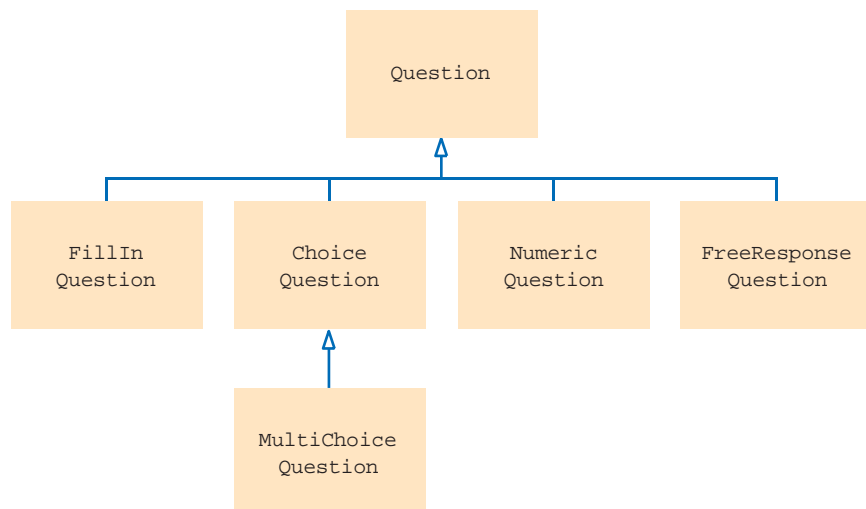 Question
FillIn
Question
Choice
Question
Numeric
Question
FreeResponse
Question
MultiChoice
Question